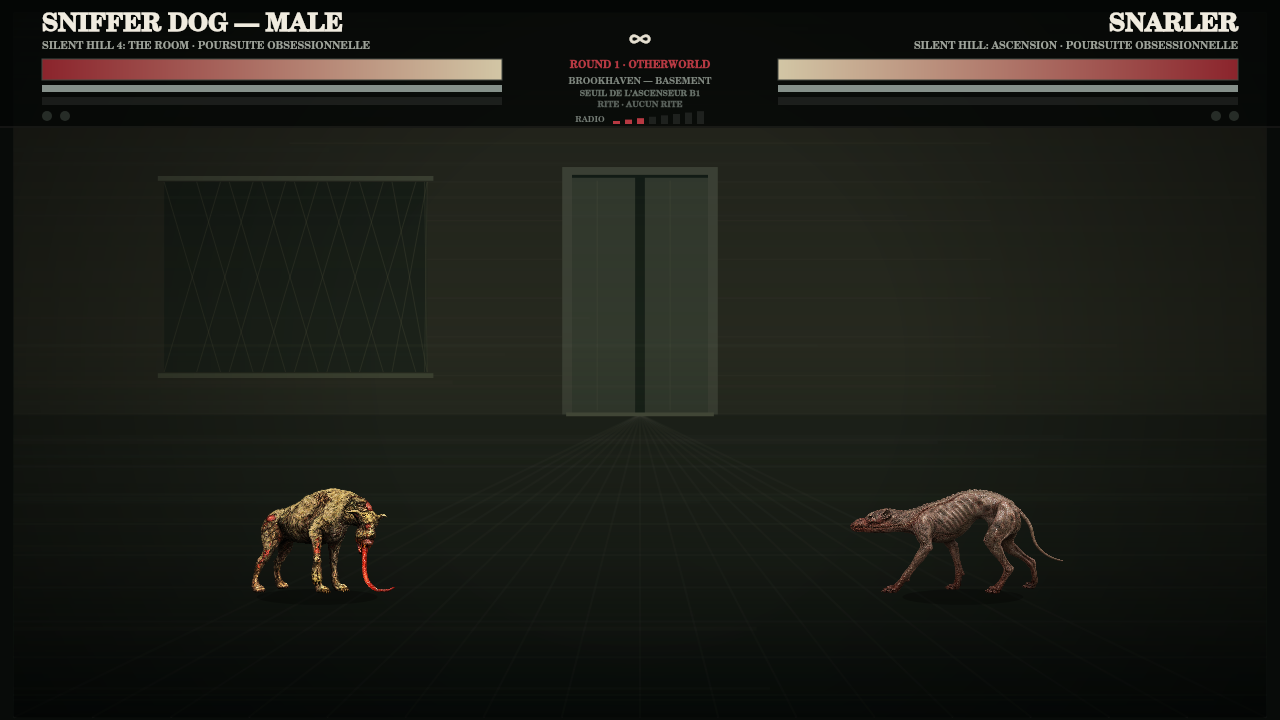 SNIFFER DOG — MALE
SILENT HILL 4: THE ROOM · POURSUITE OBSESSIONNELLE
∞
ROUND 1 · OTHERWORLD
BROOKHAVEN — BASEMENT
SEUIL DE L'ASCENSEUR B1
RITE · AUCUN RITE
RADIO
SNARLER
SILENT HILL: ASCENSION · POURSUITE OBSESSIONNELLE